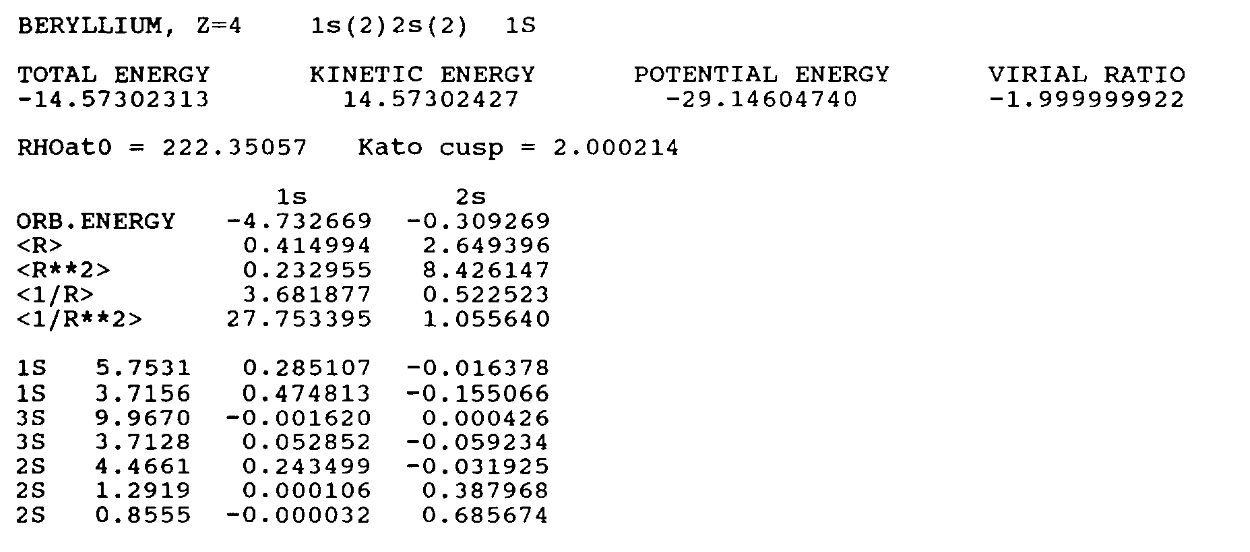 BERYLLIUM, Z=4 1s(2)2s(2) 1S
TOTAL ENERGY KINETIC ENERGY POTENTIAL ENERGY VIRIAL RATIO
-14.57302313 14.57302427 -29.14604740 -1.999999922
RHOat0 = 222.35057 Kato cusp = 2.000214
1s 2s
ORB.ENERGY -4.732669 -0.309269
<R> 0.414994 2.649396
<R**2> 0.232955 8.426147
<1/R> 3.681877 0.522523
<1/R**2> 27.753395 1.055640
1S 5.7531 0.285107 -0.016378
1S 3.7156 0.474813 -0.155066
3S 9.9670 -0.001620 0.000426
3S 3.7128 0.052852 -0.059234
2S 4.4661 0.243499 -0.031925
2S 1.2919 0.000106 0.387968
2S 0.8555 -0.000032 0.685674